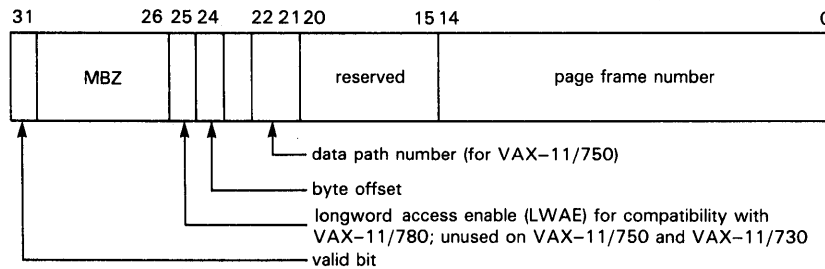 31 26 25 24 22 21 20 15 14 0
MBZ reserved page frame number
data path number (for VAX-11/750)
byte offset
longword access enable (LWAE) for compatibility with
VAX-11/780; unused on VAX-11/750 and VAX-11/730
valid bit